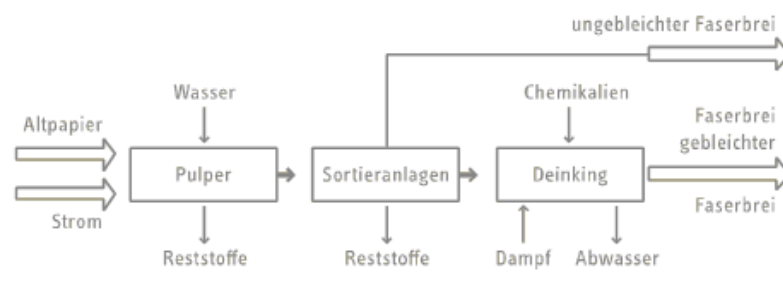 ungebleichter Faserbrei
Wasser
Chemikalien
Altpapier
Faserbrei
gebleichter
Pulper
Sortieranlagen
Deinking
Strom
Faserbrei
Reststoffe
Reststoffe
Dampf
Abwasser